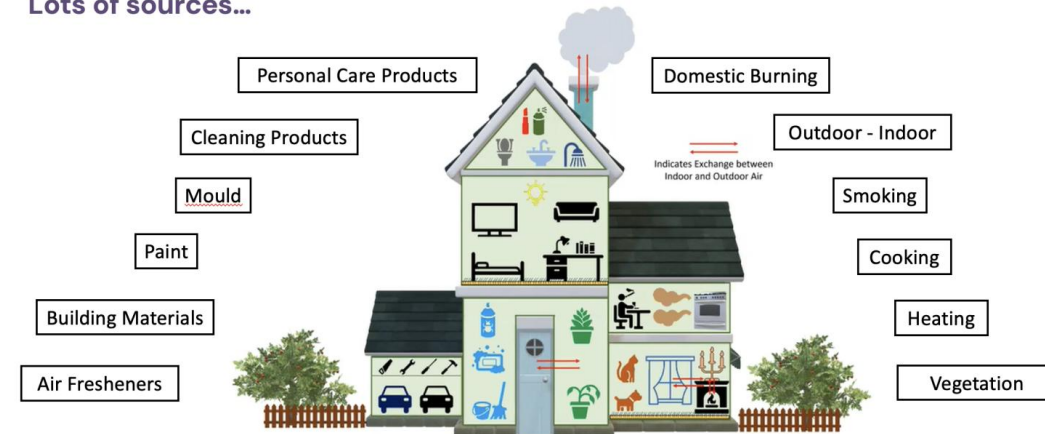 Lots of sources...
Personal Care Products
Domestic Burning
Cleaning Products
Outdoor - Indoor
Indicates Exchange between
Indoor and Outdoor Air
Mould
Smoking
Paint
Cooking
Building Materials
Heating
Air Fresheners
Vegetation